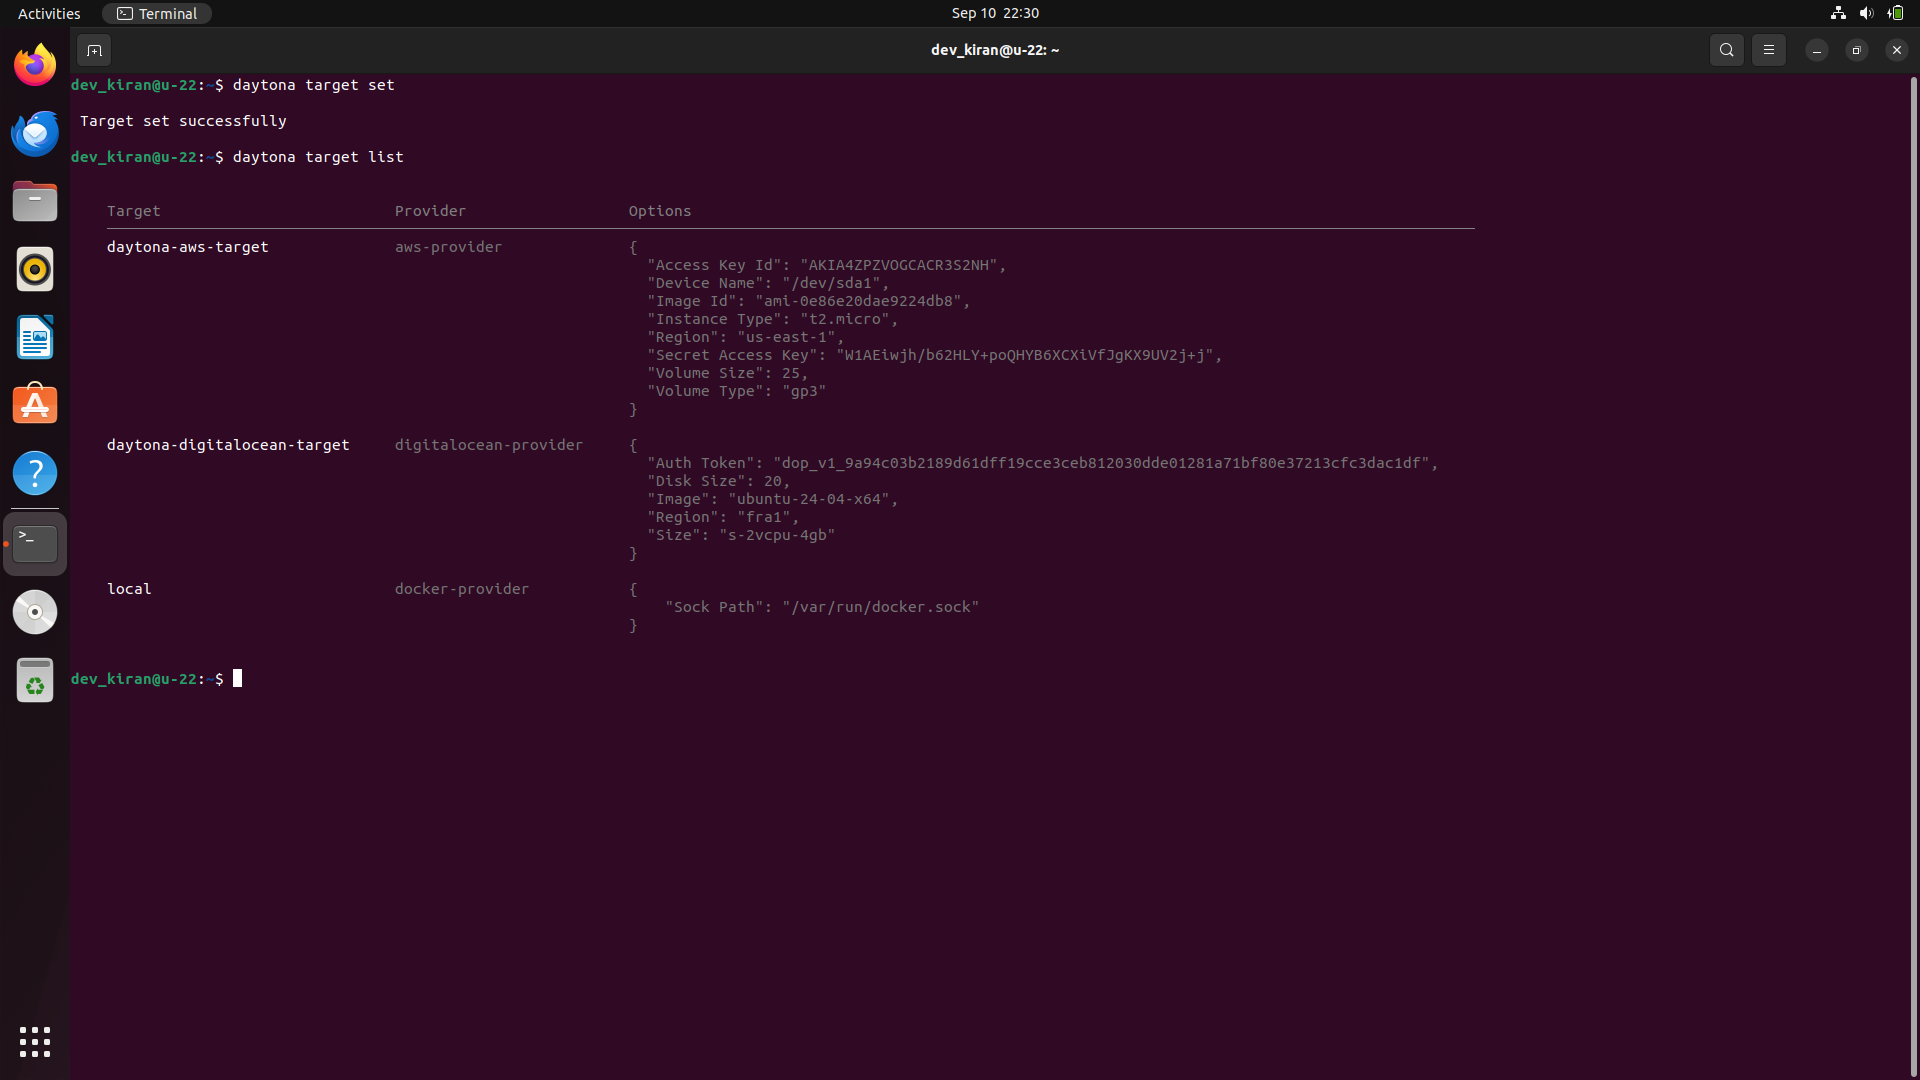 Activities
Terminal
Sep 10 22:30
dev_kiran@u-22: ~
dev_kiran@u-22:~$ daytona target set
Target set successfully
dev_kiran@u-22:~$ daytona target list
Target Provider Options
daytona-aws-target aws-provider {
"Access Key Id": "AKIA4ZPZVOGCACR3S2NH",
"Device Name": "/dev/sda1",
"Image Id": "ami-0e86e20dae9224db8",
"Instance Type": "t2.micro",
"Region": "us-east-1",
"Secret Access Key": "W1AEiwjh/b62HLY+poQHYB6XCXiVfJgKX9UV2j+j",
"Volume Size": 25,
"Volume Type": "gp3"
}
daytona-digitalocean-target digitalocean-provider {
"Auth Token": "dop_v1_9a94c03b2189d61dff19cce3ceb812030dde01281a71bf80e37213cfc3dac1df",
"Disk Size": 20,
"Image": "ubuntu-24-04-x64",
"Region": "fra1",
"Size": "s-2vcpu-4gb"
}
local docker-provider {
"Sock Path": "/var/run/docker.sock"
}
dev_kiran@u-22:~$